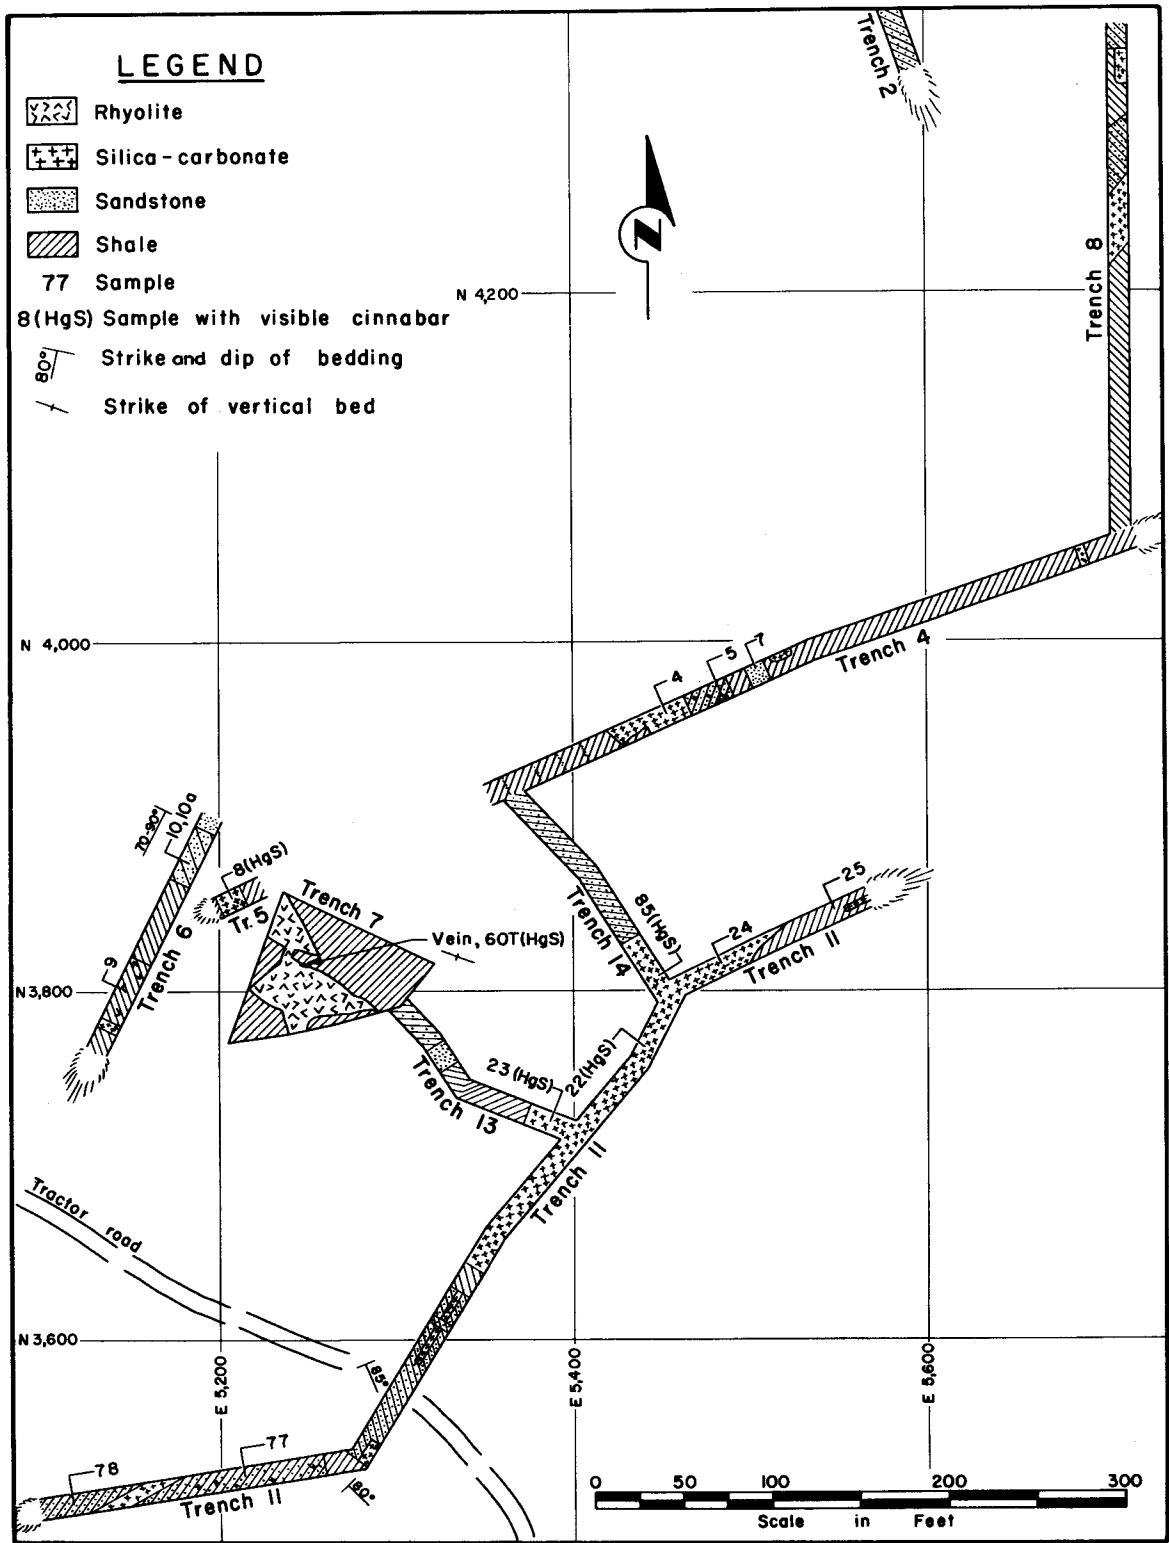 LEGEND
Rhyolite
Silica-carbonate
Sandstone
Shale
77 Sample
8(HgS) Sample with visible cinnabar
80° Strike and dip of bedding
Strike of vertical bed
Trench 2
Trench 8
N
N 4,200
N 4,000
4
5
7
Trench 4
70-90°
10,10a
8(HgS)
Tr. 5
Trench 7
Trench 6
9
Vein, 60T(HgS)
Trench 14
85(HgS)
24
25
Trench 11
N 3,800
Trench 13
23(HgS)
22(HgS)
Trench 11
Tractor road
N 3,600
E 5,200
E 5,400
E 5,600
85°
80°
78
77
Trench 11
0 50 100 200 300
Scale in Feet